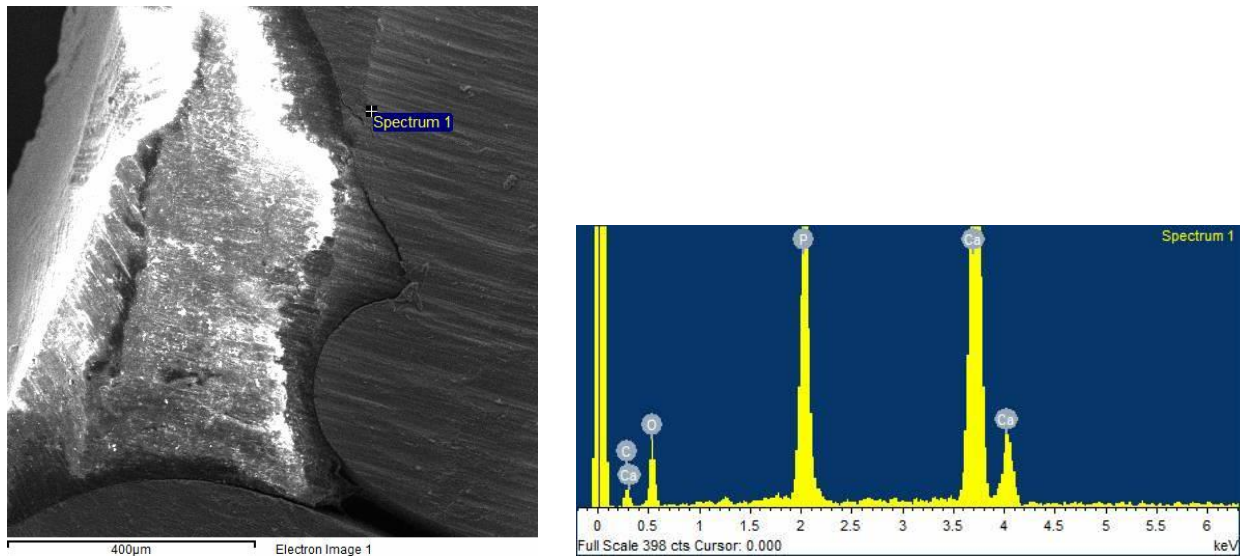 Spectrum 1
400µm Electron Image 1
Spectrum 1
P Ca
C O Ca
Ca
0 0.5 1 1.5 2 2.5 3 3.5 4 4.5 5 5.5 6
Full Scale 398 cts Cursor: 0.000 keV